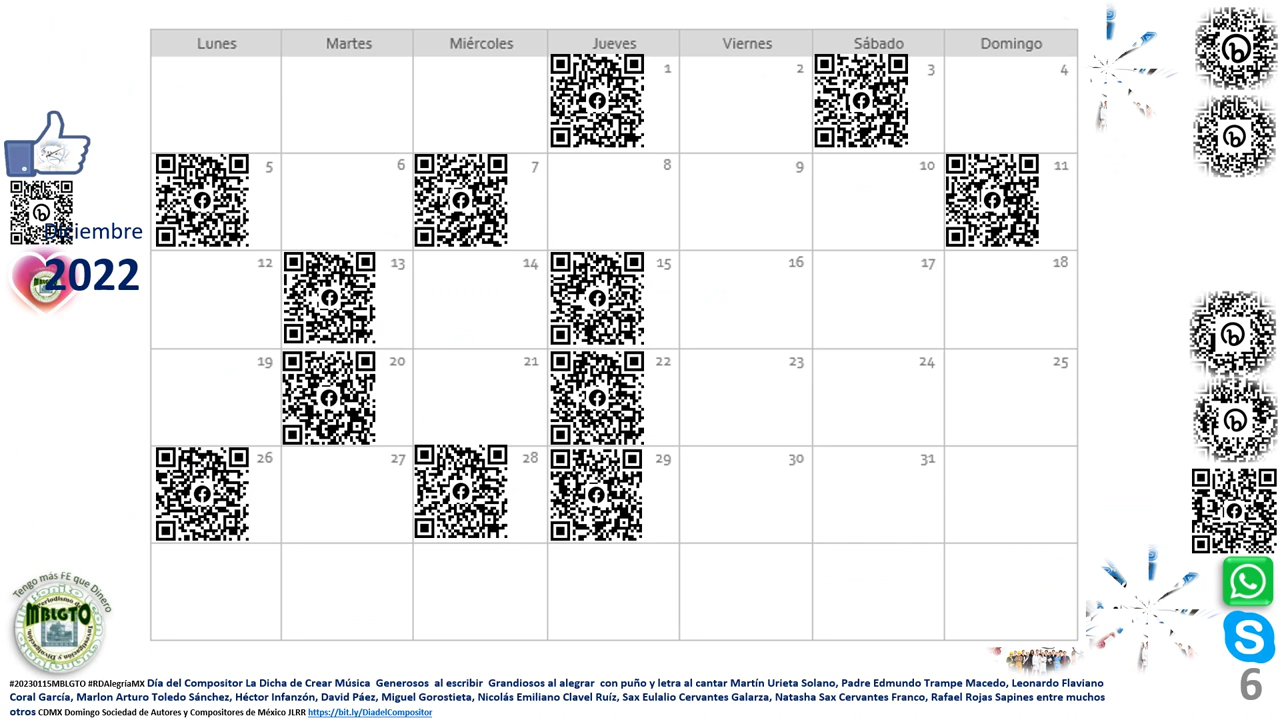 Lunes Martes Miércoles Jueves Viernes Sábado Domingo
1 2 3 4
5 6 7 8 9 10 11
12 13 14 15 16 17 18
19 20 21 22 23 24 25
26 27 28 29 30 31
Diciembre
2022
Tengo más FE que Dinero
MBLGTO
6
#20230115MBLGTO #RDAlegríaMX Día del Compositor La Dicha de Crear Música Generosos al escribir Grandiosos al alegrar con puño y letra al cantar Martín Urieta Solano, Padre Edmundo Trampe Macedo, Leonardo Flaviano
Coral García, Marlon Arturo Toledo Sánchez, Héctor Infanzón, David Páez, Miguel Gorostieta, Nicolás Emiliano Clavel Ruíz, Sax Eulalio Cervantes Galarza, Natasha Sax Cervantes Franco, Rafael Rojas Sapines entre muchos
otros CDMX Domingo Sociedad de Autores y Compositores de México JLRR https://bit.ly/DiadelCompositor